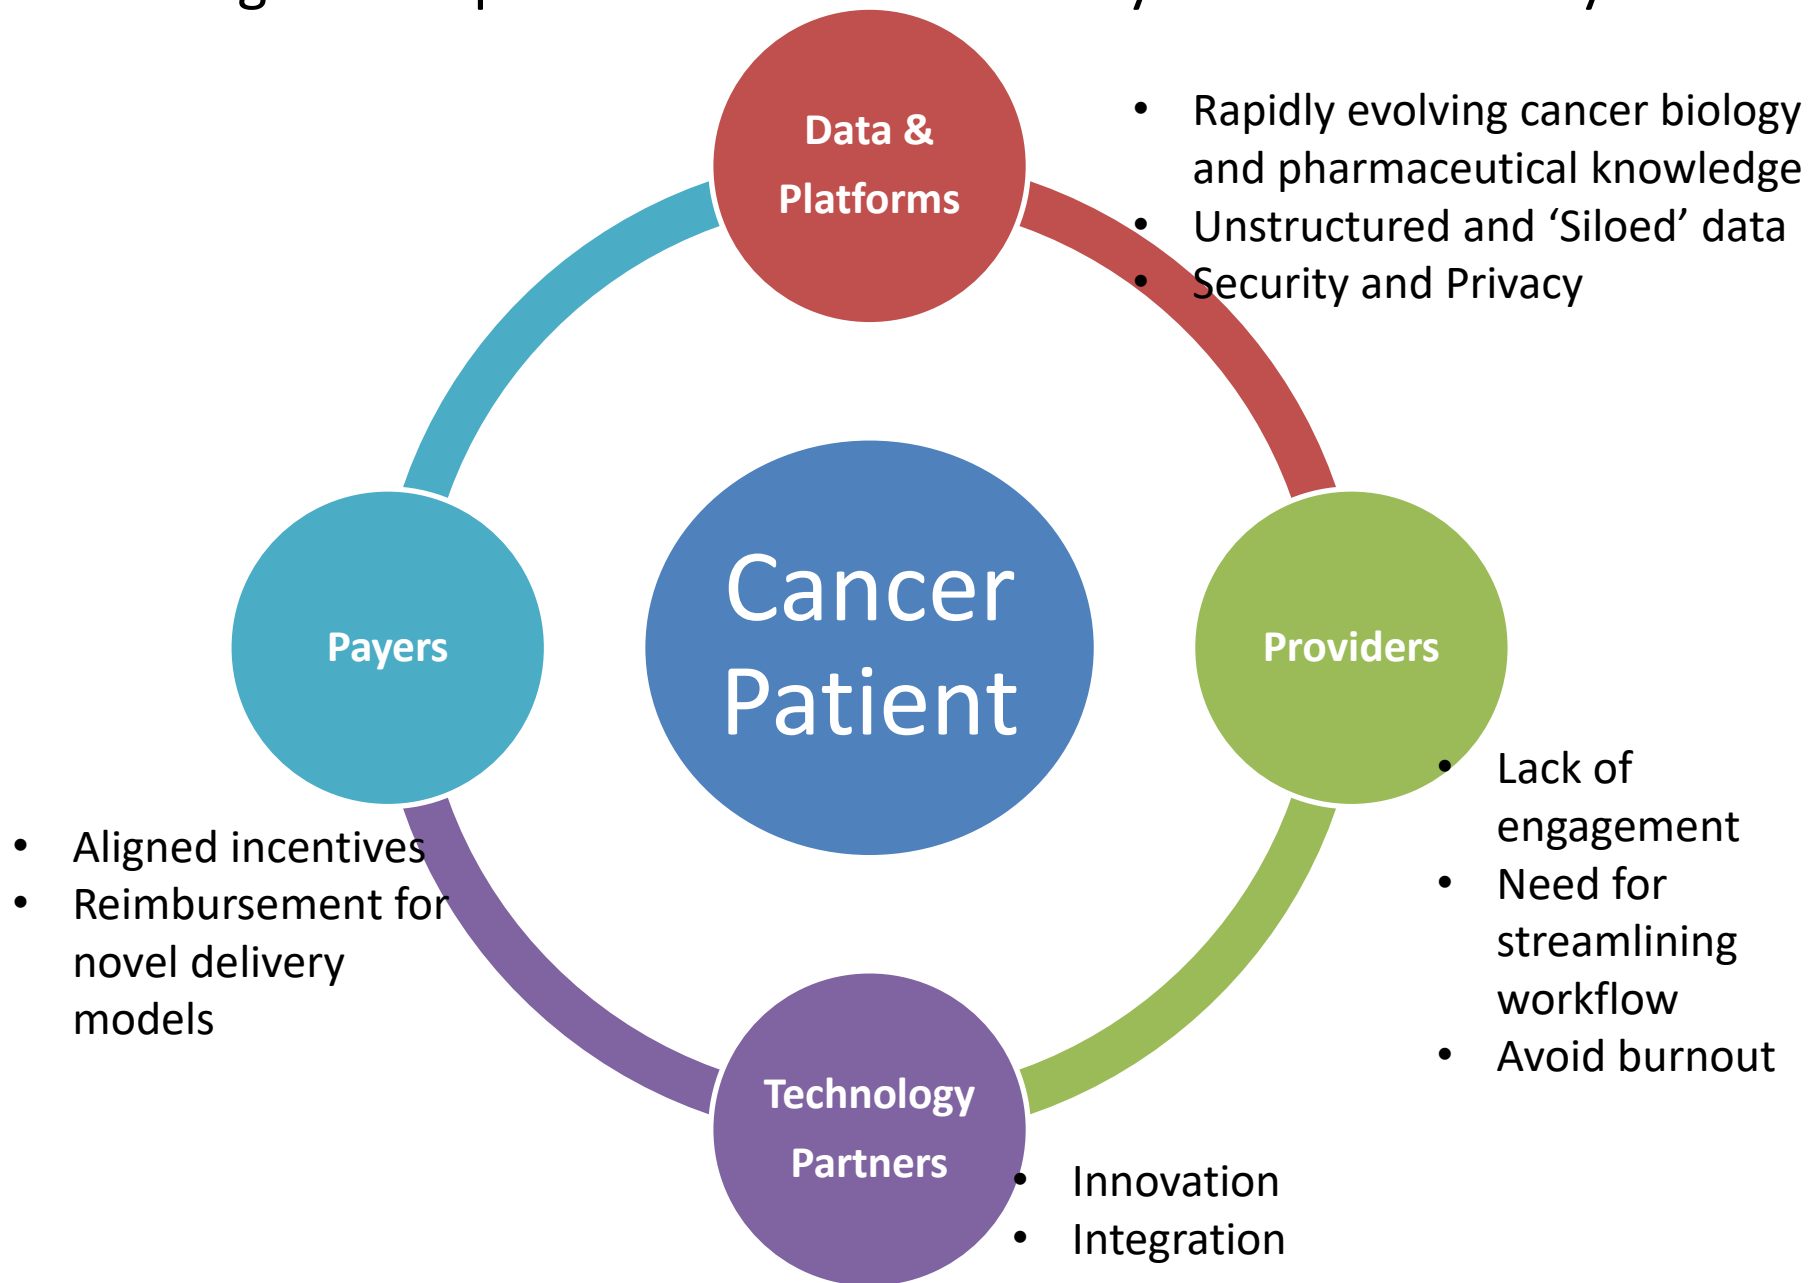 Data &
Platforms
• Rapidly evolving cancer biology
and pharmaceutical knowledge
• Unstructured and ‘Siloed’ data
• Security and Privacy
Cancer
Patient
Payers
Providers
• Lack of
engagement
• Need for
streamlining
workflow
• Avoid burnout
• Aligned incentives
• Reimbursement for
novel delivery
models
Technology
Partners
• Innovation
• Integration